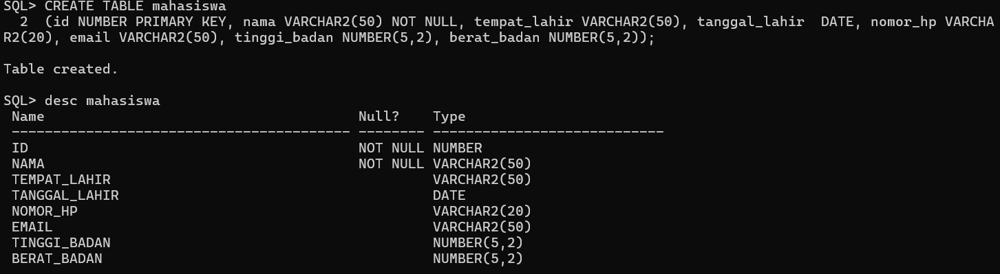 SQL> CREATE TABLE mahasiswa
  2  (id NUMBER PRIMARY KEY, nama VARCHAR2(50) NOT NULL, tempat_lahir VARCHAR2(50), tanggal_lahir  DATE, nomor_hp VARCHA
R2(20), email VARCHAR2(50), tinggi_badan NUMBER(5,2), berat_badan NUMBER(5,2));

Table created.

SQL> desc mahasiswa
 Name                                      Null?    Type
 ----------------------------------------- -------- ----------------------------
 ID                                        NOT NULL NUMBER
 NAMA                                      NOT NULL VARCHAR2(50)
 TEMPAT_LAHIR                                       VARCHAR2(50)
 TANGGAL_LAHIR                                      DATE
 NOMOR_HP                                           VARCHAR2(20)
 EMAIL                                              VARCHAR2(50)
 TINGGI_BADAN                                       NUMBER(5,2)
 BERAT_BADAN                                        NUMBER(5,2)